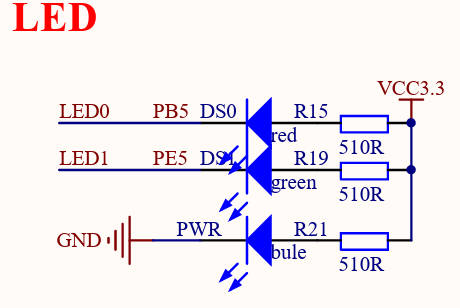 LED
VCC3.3
LED0 PB5 DS0 R15
red 510R
LED1 PE5 DS1 R19
green 510R
PWR R21
GND
bule 510R